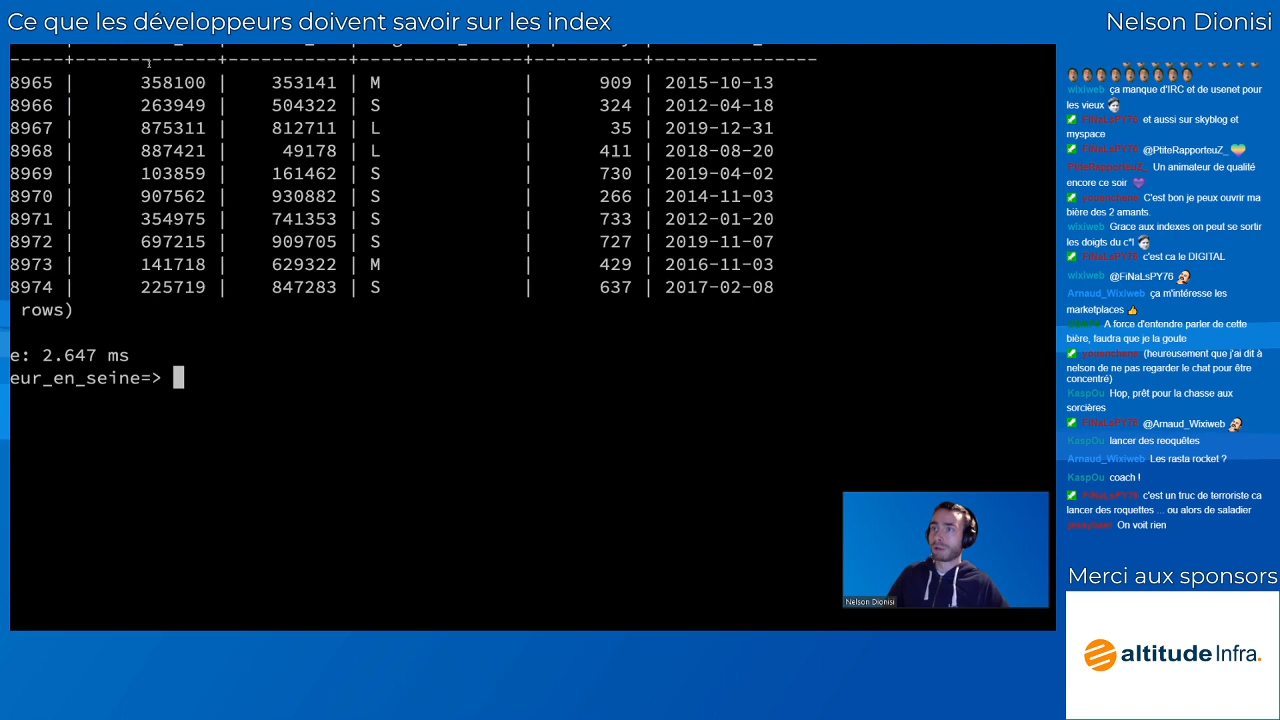 Ce que les développeurs doivent savoir sur les index
Nelson Dionisi
-----+---------------+-----------+----------------+-----------+---------------
8965 | 358100 | 353141 | M | 909 | 2015-10-13
8966 | 263949 | 504322 | S | 324 | 2012-04-18
8967 | 875311 | 812711 | L | 35 | 2019-12-31
8968 | 887421 | 49178 | L | 411 | 2018-08-20
8969 | 103859 | 161462 | S | 730 | 2019-04-02
8970 | 907562 | 930882 | S | 266 | 2014-11-03
8971 | 354975 | 741353 | S | 733 | 2012-01-20
8972 | 697215 | 909705 | S | 727 | 2019-11-07
8973 | 141718 | 629322 | M | 429 | 2016-11-03
8974 | 225719 | 847283 | S | 637 | 2017-02-08
rows)
e: 2.647 ms
eur_en_seine=>
Nelson Dionisi
wixiweb ça manque d'IRC et de usenet pour
les vieux
FiNaLsPY76 et aussi sur skyblog et
myspace
FiNaLsPY76 @PtiteRapporteuZ_
PtiteRapporteuZ_ Un animateur de qualité
encore ce soir
youanchana C'est bon je peux ouvrir ma
bière des 2 amants.
wixiweb Grace aux indexes on peut se sortir
les doigts du c*l
FiNaLsPY76 c'est ca le DIGITAL
wixiweb @FiNaLsPY76
Arnaud_Wixiweb ça m'intéresse les
marketplaces
A force d'entendre parler de cette
bière, faudra que je la goute
(heureusement que j'ai dit à
nelson de ne pas regarder le chat pour être
concentré)
KaspOu Hop, prêt pour la chasse aux
sorcières
FiNaLsPY76 @Arnaud_Wixiweb
KaspOu lancer des reoquêtes
Arnaud_Wixiweb Les rasta rocket ?
KaspOu coach !
FiNaLsPY76 c'est un truc de terroriste ca
lancer des roquettes ... ou alors de saladier
On voit rien
Merci aux sponsors
altitudeInfra.